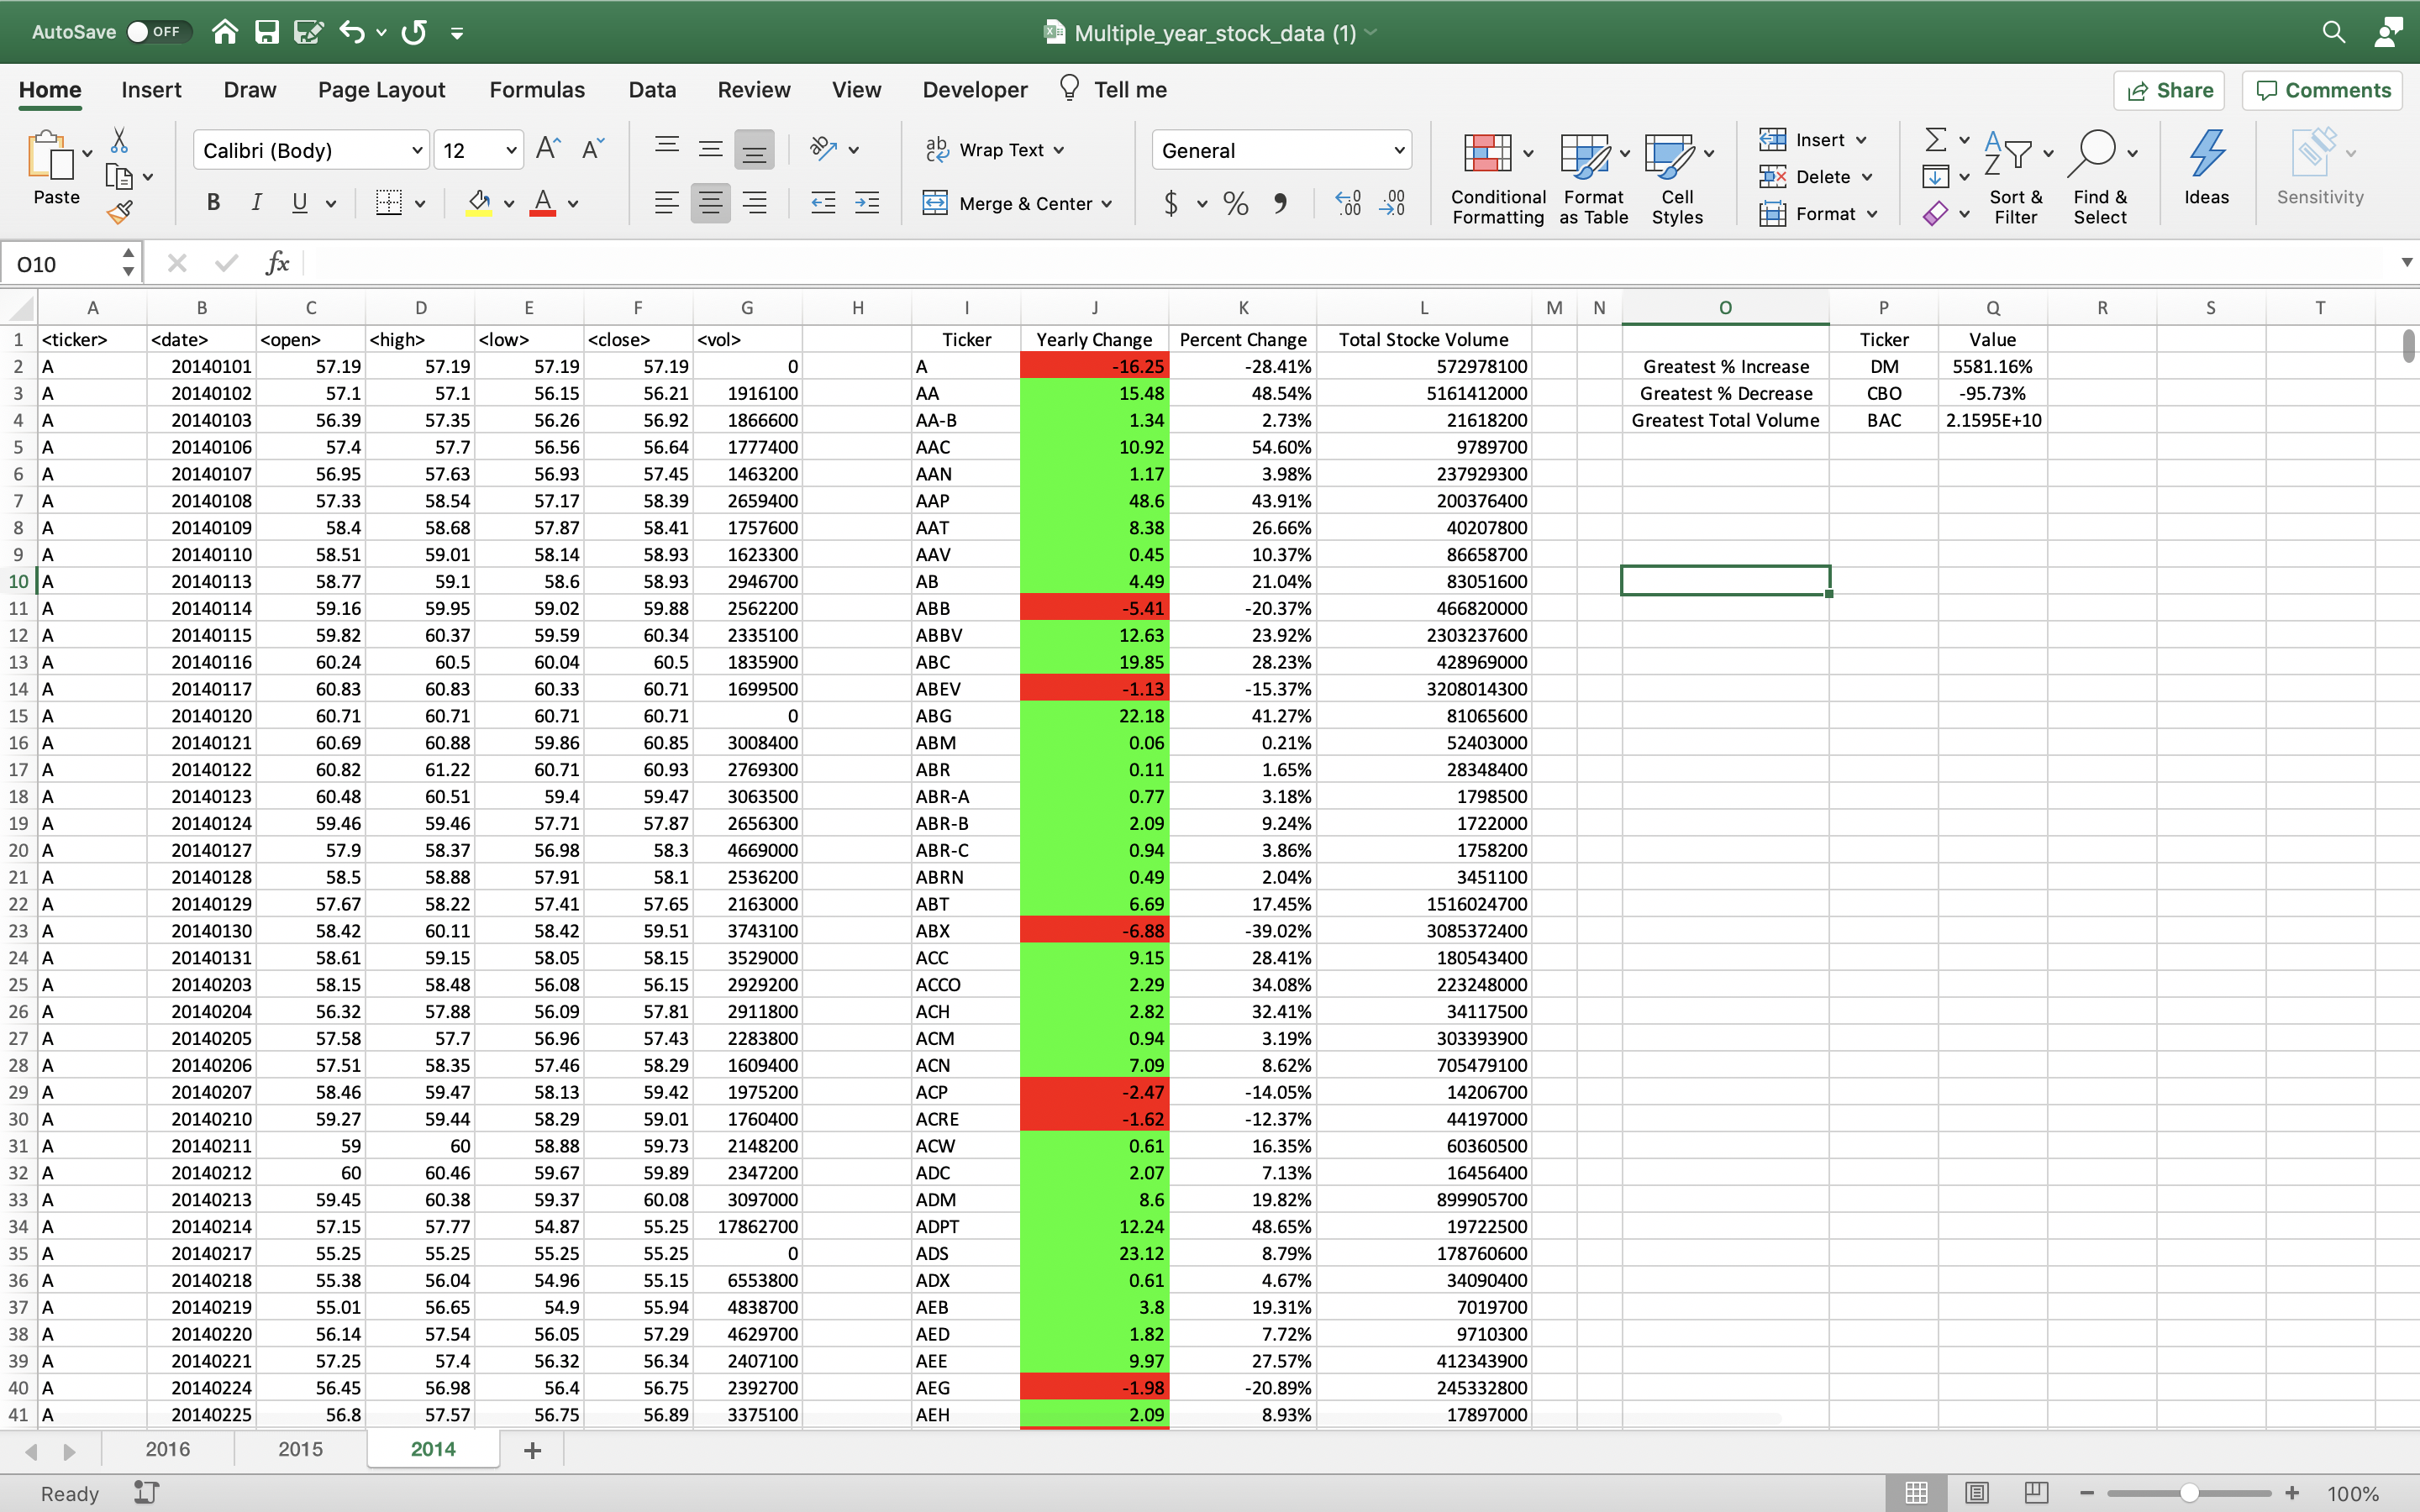 AutoSave OFF Multiple_year_stock_data (1)
Home Insert Draw Page Layout Formulas Data Review View Developer Tell me Share Comments
Paste Calibri (Body) 12 Wrap Text General Insert
B I U Merge & Center $ % Conditional Formatting Format as Table Cell Styles Delete Format Sort & Filter Find & Select Ideas Sensitivity
O10 fx
A B C D E F G H I J K L M N O P Q R S T
1 <ticker> <date> <open> <high> <low> <close> <vol> Ticker Yearly Change Percent Change Total Stocke Volume Ticker Value
2 A 20140101 57.19 57.19 57.19 57.19 0 A -16.25 -28.41% 572978100 Greatest % Increase DM 5581.16%
3 A 20140102 57.1 57.1 56.15 56.21 1916100 AA 15.48 48.54% 5161412000 Greatest % Decrease CBO -95.73%
4 A 20140103 56.39 57.35 56.26 56.92 1866600 AA-B 1.34 2.73% 21618200 Greatest Total Volume BAC 2.1595E+10
5 A 20140106 57.4 57.7 56.56 56.64 1777400 AAC 10.92 54.60% 9789700
6 A 20140107 56.95 57.63 56.93 57.45 1463200 AAN 1.17 3.98% 237929300
7 A 20140108 57.33 58.54 57.17 58.39 2659400 AAP 48.6 43.91% 200376400
8 A 20140109 58.4 58.68 57.87 58.41 1757600 AAT 8.38 26.66% 40207800
9 A 20140110 58.51 59.01 58.14 58.93 1623300 AAV 0.45 10.37% 86658700
10 A 20140113 58.77 59.1 58.6 58.93 2946700 AB 4.49 21.04% 83051600
11 A 20140114 59.16 59.95 59.02 59.88 2562200 ABB -5.41 -20.37% 466820000
12 A 20140115 59.82 60.37 59.59 60.34 2335100 ABBV 12.63 23.92% 2303237600
13 A 20140116 60.24 60.5 60.04 60.5 1835900 ABC 19.85 28.23% 428969000
14 A 20140117 60.83 60.83 60.33 60.71 1699500 ABEV -1.13 -15.37% 3208014300
15 A 20140120 60.71 60.71 60.71 60.71 0 ABG 22.18 41.27% 81065600
16 A 20140121 60.69 60.88 59.86 60.85 3008400 ABM 0.06 0.21% 52403000
17 A 20140122 60.82 61.22 60.71 60.93 2769300 ABR 0.11 1.65% 28348400
18 A 20140123 60.48 60.51 59.4 59.47 3063500 ABR-A 0.77 3.18% 1798500
19 A 20140124 59.46 59.46 57.71 57.87 2656300 ABR-B 2.09 9.24% 1722000
20 A 20140127 57.9 58.37 56.98 58.3 4669000 ABR-C 0.94 3.86% 1758200
21 A 20140128 58.5 58.88 57.91 58.1 2536200 ABRN 0.49 2.04% 3451100
22 A 20140129 57.67 58.22 57.41 57.65 2163000 ABT 6.69 17.45% 1516024700
23 A 20140130 58.42 60.11 58.42 59.51 3743100 ABX -6.88 -39.02% 3085372400
24 A 20140131 58.61 59.15 58.05 58.15 3529000 ACC 9.15 28.41% 180543400
25 A 20140203 58.15 58.48 56.08 56.15 2929200 ACCO 2.29 34.08% 223248000
26 A 20140204 56.32 57.88 56.09 57.81 2911800 ACH 2.82 32.41% 34117500
27 A 20140205 57.58 57.7 56.96 57.43 2283800 ACM 0.94 3.19% 303393900
28 A 20140206 57.51 58.35 57.46 58.29 1609400 ACN 7.09 8.62% 705479100
29 A 20140207 58.46 59.47 58.13 59.42 1975200 ACP -2.47 -14.05% 14206700
30 A 20140210 59.27 59.44 58.29 59.01 1760400 ACRE -1.62 -12.37% 44197000
31 A 20140211 59 60 58.88 59.73 2148200 ACW 0.61 16.35% 60360500
32 A 20140212 60 60.46 59.67 59.89 2347200 ADC 2.07 7.13% 16456400
33 A 20140213 59.45 60.38 59.37 60.08 3097000 ADM 8.6 19.82% 899905700
34 A 20140214 57.15 57.77 54.87 55.25 17862700 ADPT 12.24 48.65% 19722500
35 A 20140217 55.25 55.25 55.25 55.25 0 ADS 23.12 8.79% 178760600
36 A 20140218 55.38 56.04 54.96 55.15 6553800 ADX 0.61 4.67% 34090400
37 A 20140219 55.01 56.65 54.9 55.94 4838700 AEB 3.8 19.31% 7019700
38 A 20140220 56.14 57.54 56.05 57.29 4629700 AED 1.82 7.72% 9710300
39 A 20140221 57.25 57.4 56.32 56.34 2407100 AEE 9.97 27.57% 412343900
40 A 20140224 56.45 56.98 56.4 56.75 2392700 AEG -1.98 -20.89% 245332800
41 A 20140225 56.8 57.57 56.75 56.89 3375100 AEH 2.09 8.93% 17897000
2016 2015 2014
Ready 100%